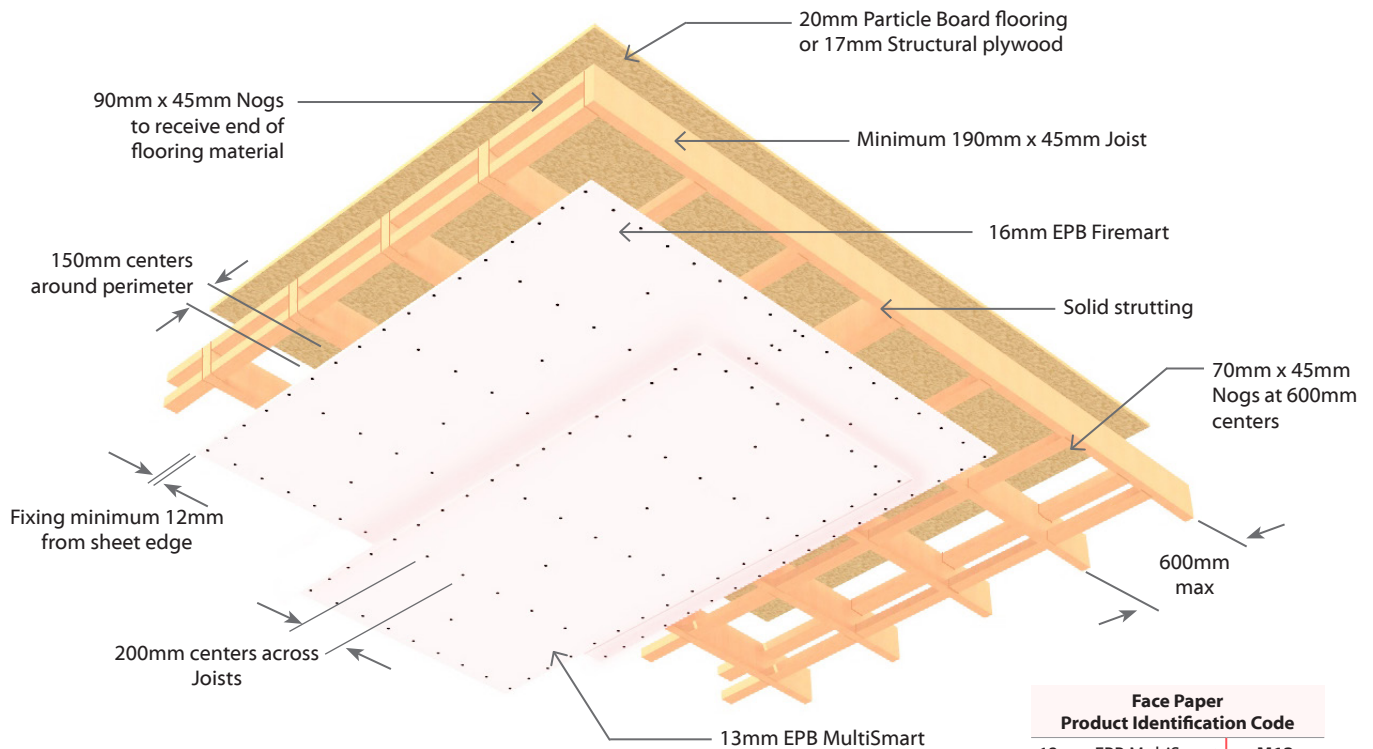 20mm Particle Board flooring
or 17mm Structural plywood
90mm x 45mm Nogs
to receive end of
flooring material
Minimum 190mm x 45mm Joist
16mm EPB Firemart
150mm centers
around perimeter
Solid strutting
70mm x 45mm
Nogs at 600mm
centers
Fixing minimum 12mm
from sheet edge
600mm
max
200mm centers across
Joists
13mm EPB MultiSmart
Face Paper
Product Identification Code